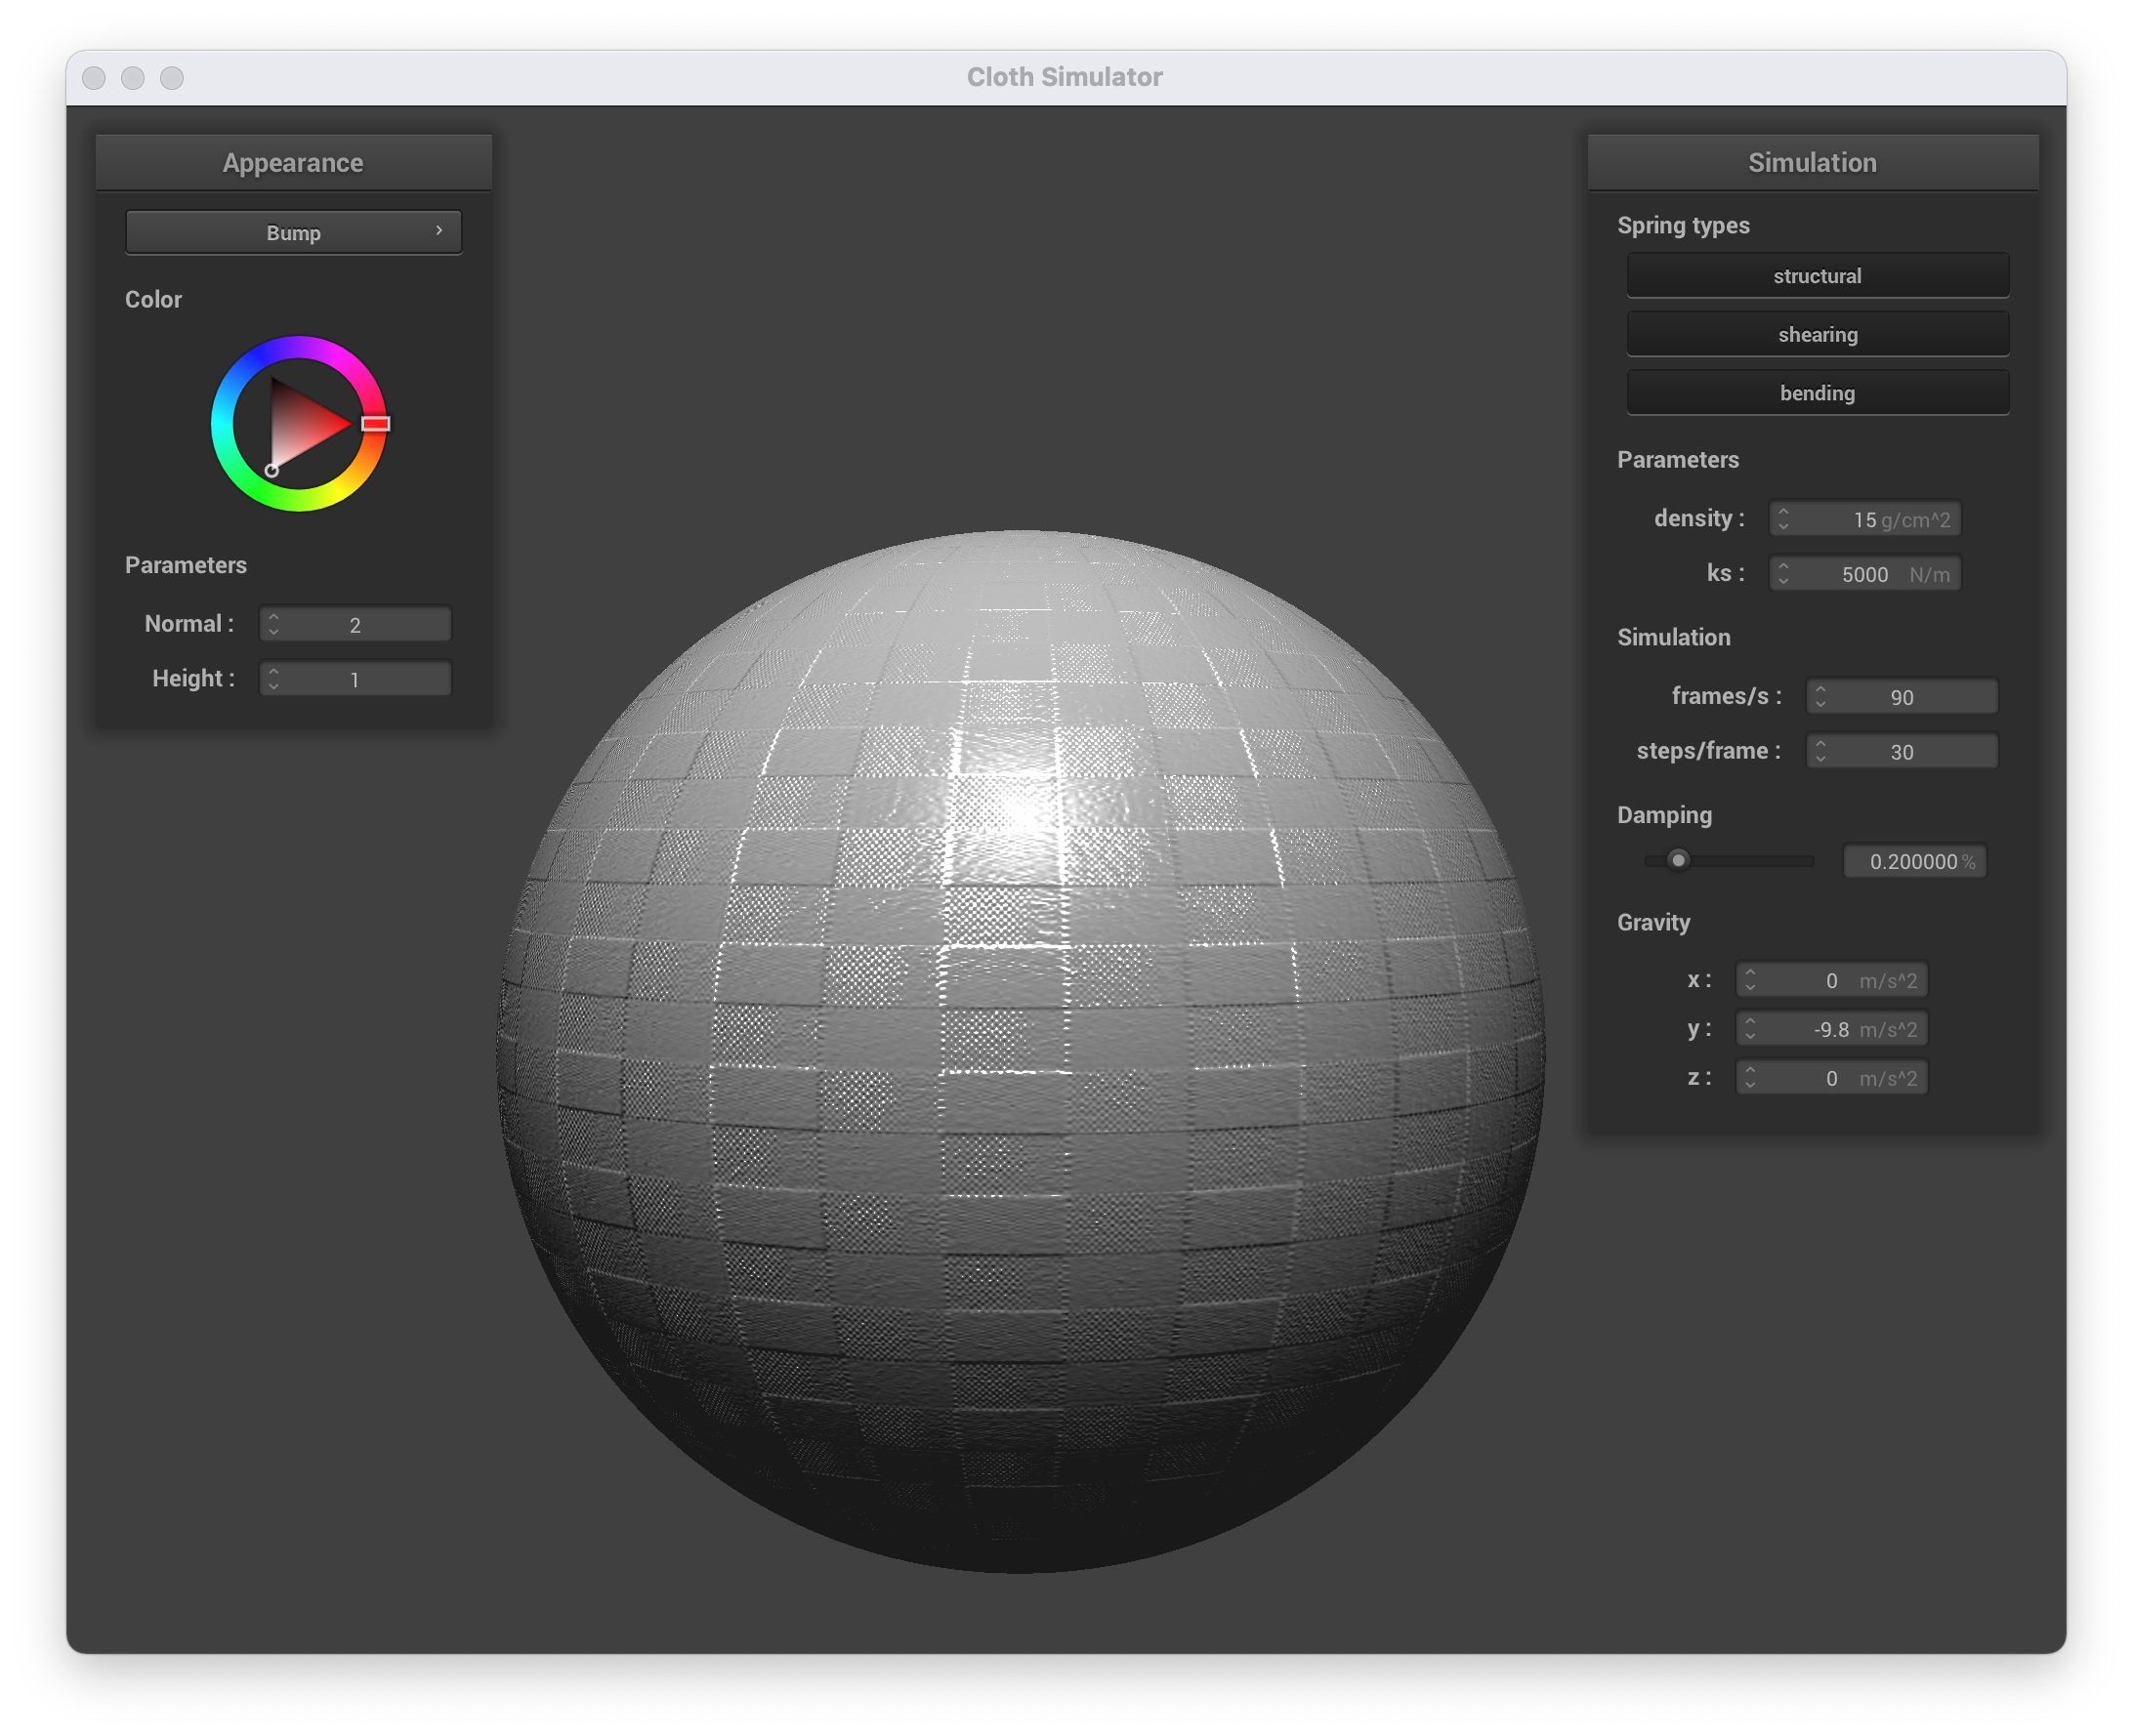 Cloth Simulator
Appearance
Bump
Color
Parameters
Normal : 2
Height : 1
Simulation
Spring types
structural
shearing
bending
Parameters
density : 15 g/cm^2
ks : 5000 N/m
Simulation
frames/s : 90
steps/frame : 30
Damping
0.200000 %
Gravity
x : 0 m/s^2
y : -9.8 m/s^2
z : 0 m/s^2